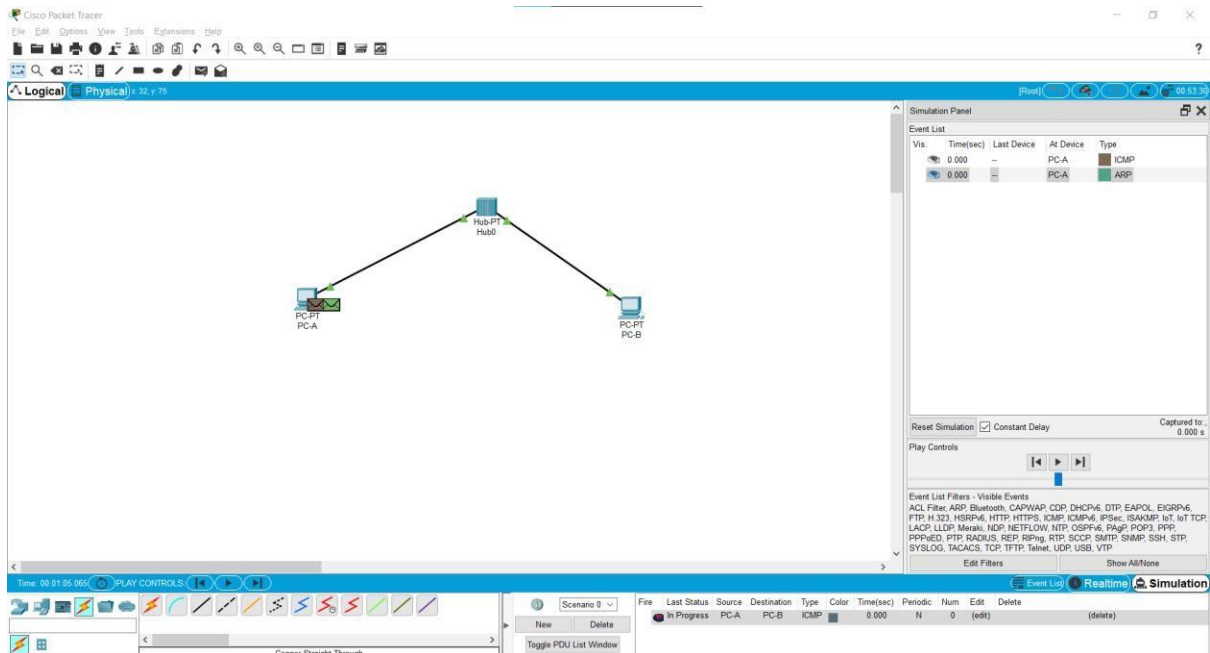 Cisco Packet Tracer
File Edit Options View Tools Extensions Help
?
Logical Physical x: 32, y: 75 [Root] 00:53:30
Simulation Panel
Event List
Vis. Time(sec) Last Device At Device Type
0.000 -- PC-A ICMP
0.000 -- PC-A ARP
Hub-PT
Hub0
PC-PT
PC-A
PC-PT
PC-B
Reset Simulation Constant Delay Captured to:
0.000 s
Play Controls
Event List Filters - Visible Events
ACL Filter, ARP, Bluetooth, CAPWAP, CDP, DHCPv6, DTP, EAPOL, EIGRPv6,
FTP, H.323, HSRPv6, HTTP, HTTPS, ICMP, ICMPv6, IPSec, ISAKMP, IoT, IoT TCP,
LACP, LLDP, Meraki, NDP, NETFLOW, NTP, OSPFv6, PAgP, POP3, PPP,
PPPoED, PTP, RADIUS, REP, RIPng, RTP, SCCP, SMTP, SNMP, SSH, STP,
SYSLOG, TACACS, TCP, TFTP, Telnet, UDP, USB, VTP
Edit Filters Show All/None
Time: 00:01:05.065 PLAY CONTROLS: Event List Realtime Simulation
Scenario 0
New Delete
Toggle PDU List Window
Fire Last Status Source Destination Type Color Time(sec) Periodic Num Edit Delete
In Progress PC-A PC-B ICMP 0.000 N 0 (edit) (delete)
Copper Straight-Through